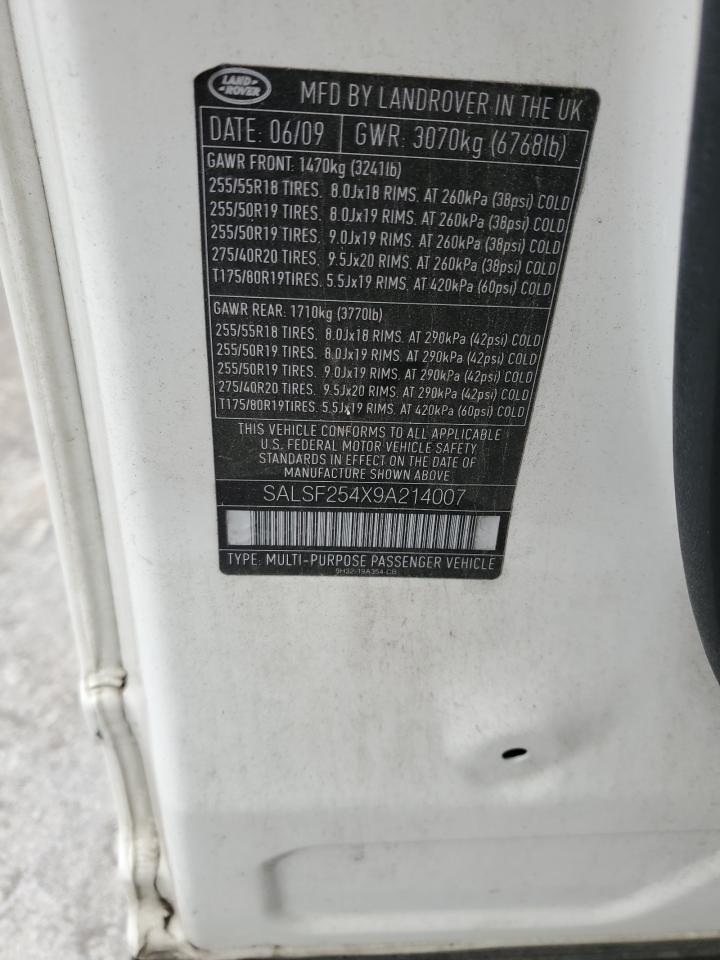 LAND-
-ROVER
MFD BY LANDROVER IN THE UK
DATE: 06/09 GWR: 3070kg (6768lb)
GAWR FRONT: 1470kg (3241lb)
255/55R18 TIRES. 8.0Jx18 RIMS. AT 260kPa (38psi) COLD
255/50R19 TIRES. 8.0Jx19 RIMS. AT 260kPa (38psi) COLD
255/50R19 TIRES. 9.0Jx19 RIMS. AT 260kPa (38psi) COLD
275/40R20 TIRES. 9.5Jx20 RIMS. AT 260kPa (38psi) COLD
T175/80R19TIRES. 5.5Jx19 RIMS. AT 420kPa (60psi) COLD
GAWR REAR: 1710kg (3770lb)
255/55R18 TIRES. 8.0Jx18 RIMS. AT 290kPa (42psi) COLD
255/50R19 TIRES. 8.0Jx19 RIMS. AT 290kPa (42psi) COLD
255/50R19 TIRES. 9.0Jx19 RIMS. AT 290kPa (42psi) COLD
275/40R20 TIRES. 9.5Jx20 RIMS. AT 290kPa (42psi) COLD
T175/80R19TIRES. 5.5Jx19 RIMS. AT 420kPa (60psi) COLD
THIS VEHICLE CONFORMS TO ALL APPLICABLE
U.S. FEDERAL MOTOR VEHICLE SAFETY
STANDARDS IN EFFECT ON THE DATE OF
MANUFACTURE SHOWN ABOVE
SALSF254X9A214007
TYPE: MULTI-PURPOSE PASSENGER VEHICLE
9H32-19A354-CB